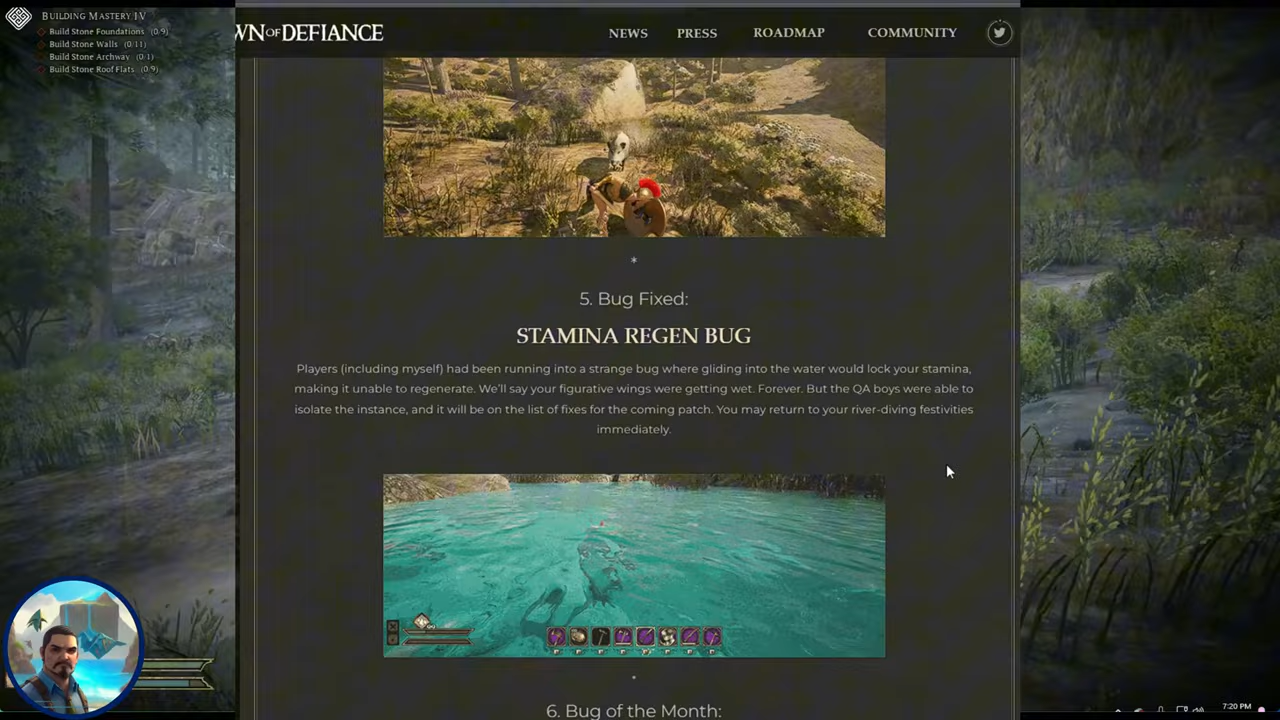 BUILDING MASTERY IV
Build Stone Foundations (0/9)
Build Stone Walls (0/11)
Build Stone Archway (0/1)
Build Stone Roof Flats (0/9)
WN OF DEFIANCE
NEWS PRESS ROADMAP COMMUNITY
*
5. Bug Fixed:
STAMINA REGEN BUG
Players (including myself) had been running into a strange bug where gliding into the water would lock your stamina,
making it unable to regenerate. We'll say your figurative wings were getting wet. Forever. But the QA boys were able to
isolate the instance, and it will be on the list of fixes for the coming patch. You may return to your river-diving festivities
immediately.
*
6. Bug of the Month:
7:20 PM